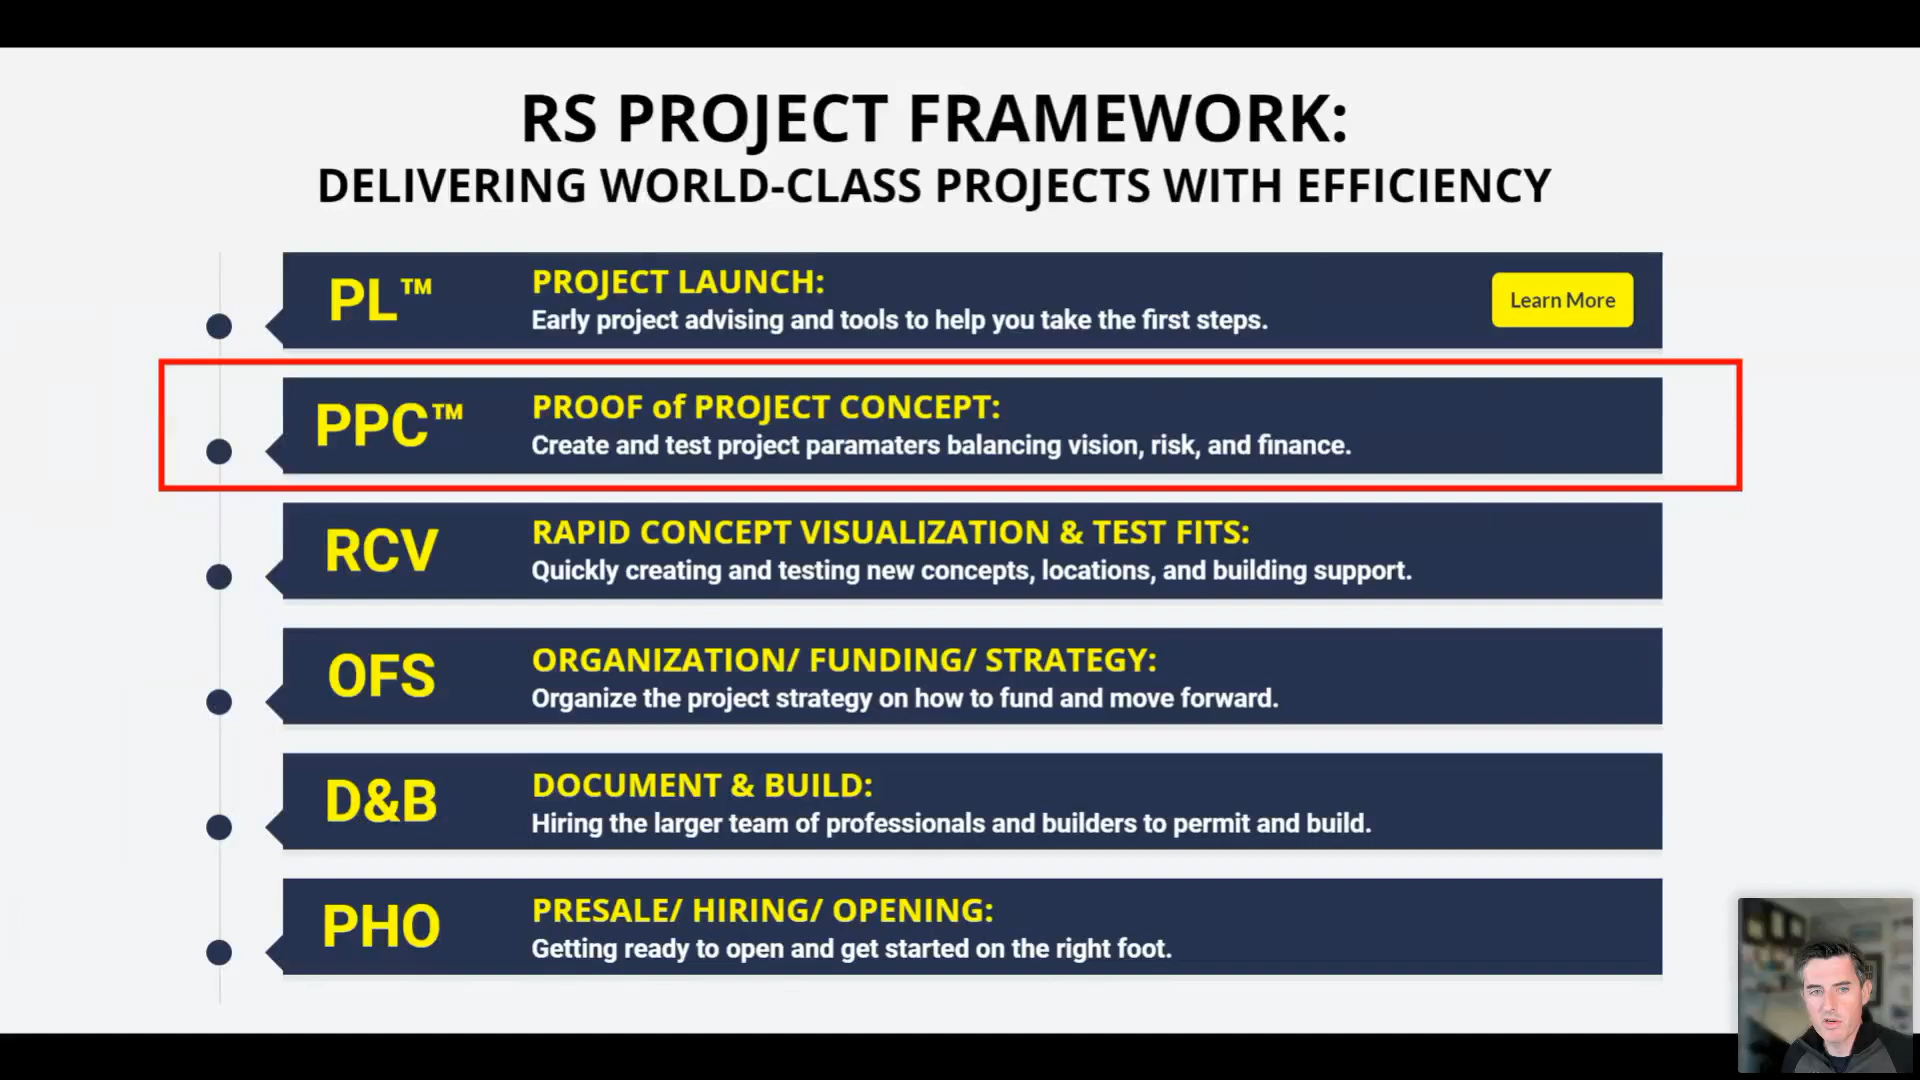 RS PROJECT FRAMEWORK:
DELIVERING WORLD-CLASS PROJECTS WITH EFFICIENCY
PL™
PROJECT LAUNCH:
Early project advising and tools to help you take the first steps.
Learn More
PPC™
PROOF of PROJECT CONCEPT:
Create and test project paramaters balancing vision, risk, and finance.
RCV
RAPID CONCEPT VISUALIZATION & TEST FITS:
Quickly creating and testing new concepts, locations, and building support.
OFS
ORGANIZATION/ FUNDING/ STRATEGY:
Organize the project strategy on how to fund and move forward.
D&B
DOCUMENT & BUILD:
Hiring the larger team of professionals and builders to permit and build.
PHO
PRESALE/ HIRING/ OPENING:
Getting ready to open and get started on the right foot.